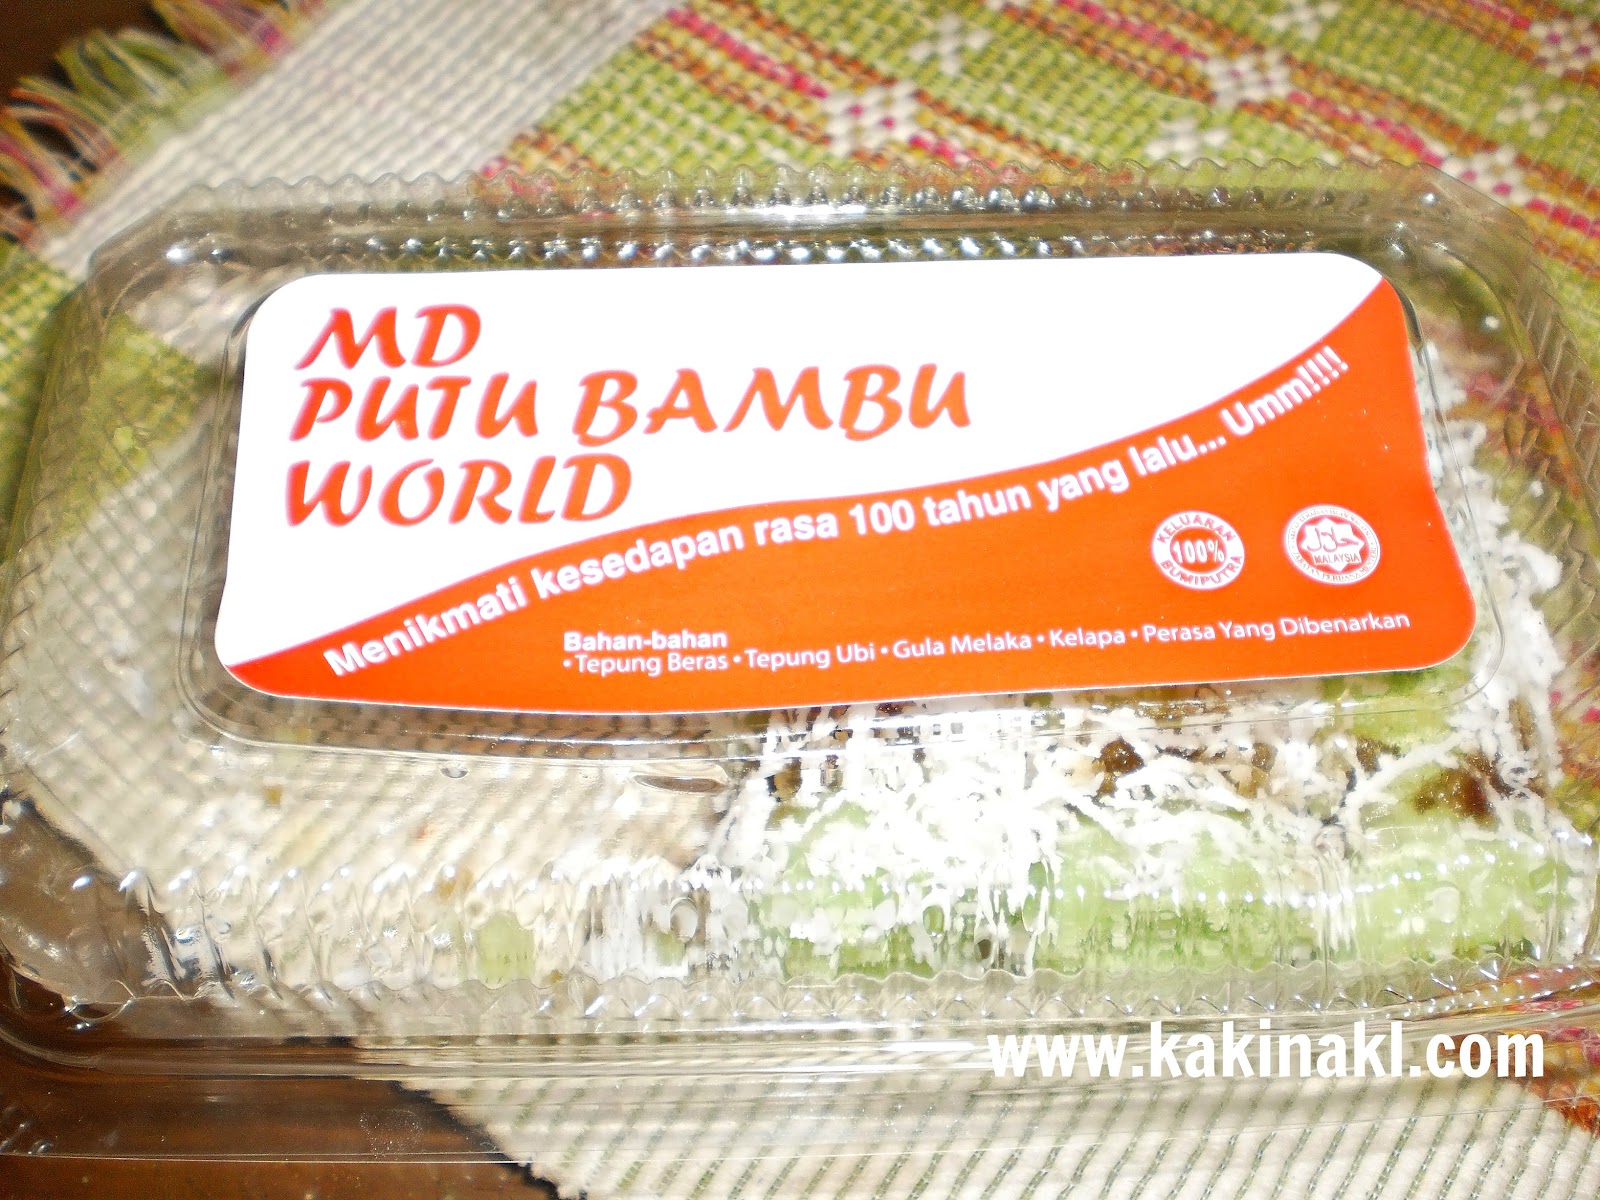 MD
PUTU BAMBU
WORLD
Menikmati kesedapan rasa 100 tahun yang lalu... Umm!!!!
KELUARAN
100%
BUMIPUTRA
حلال
MALAYSIA
Bahan-bahan
• Tepung Beras • Tepung Ubi • Gula Melaka • Kelapa • Perasa Yang Dibenarkan
www.kakinakl.com